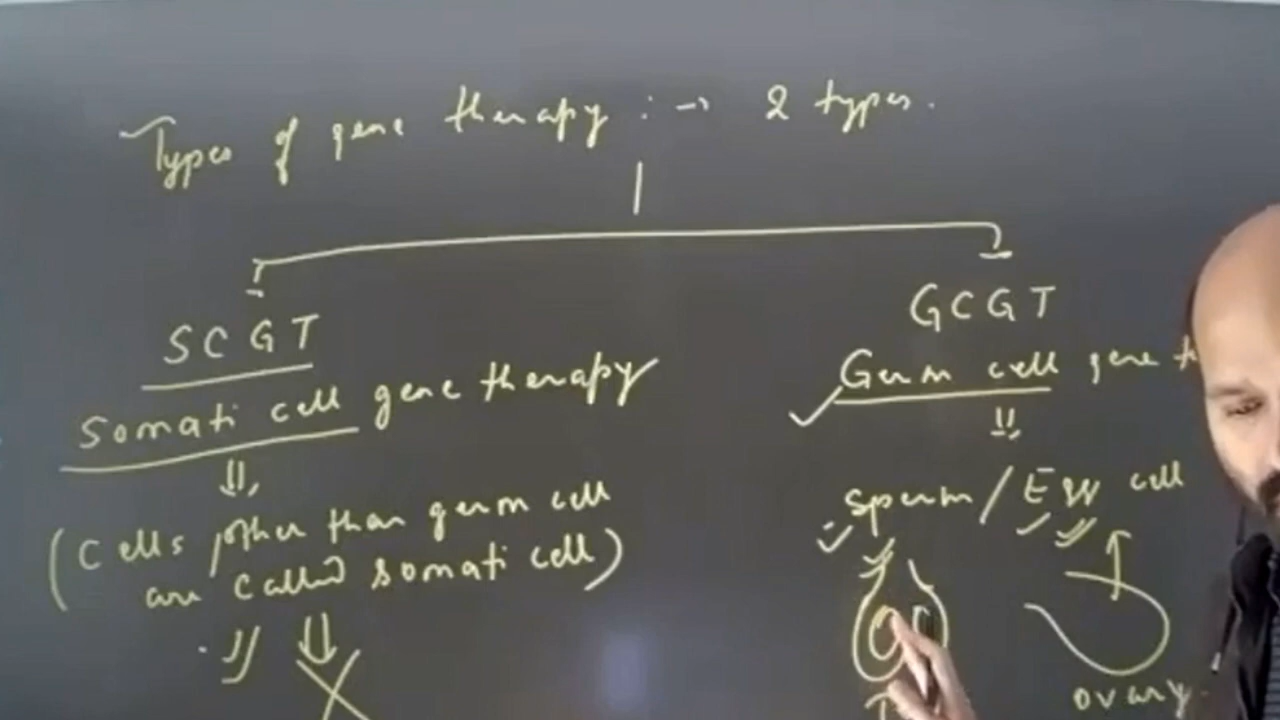 Types of gene therapy :→ 2 types.
SCGT
Somati cell gene therapy
(Cells other than germ cell
are called somati cell)
GCGT
Germ cell gene
Sperm / Egg cell
ovary